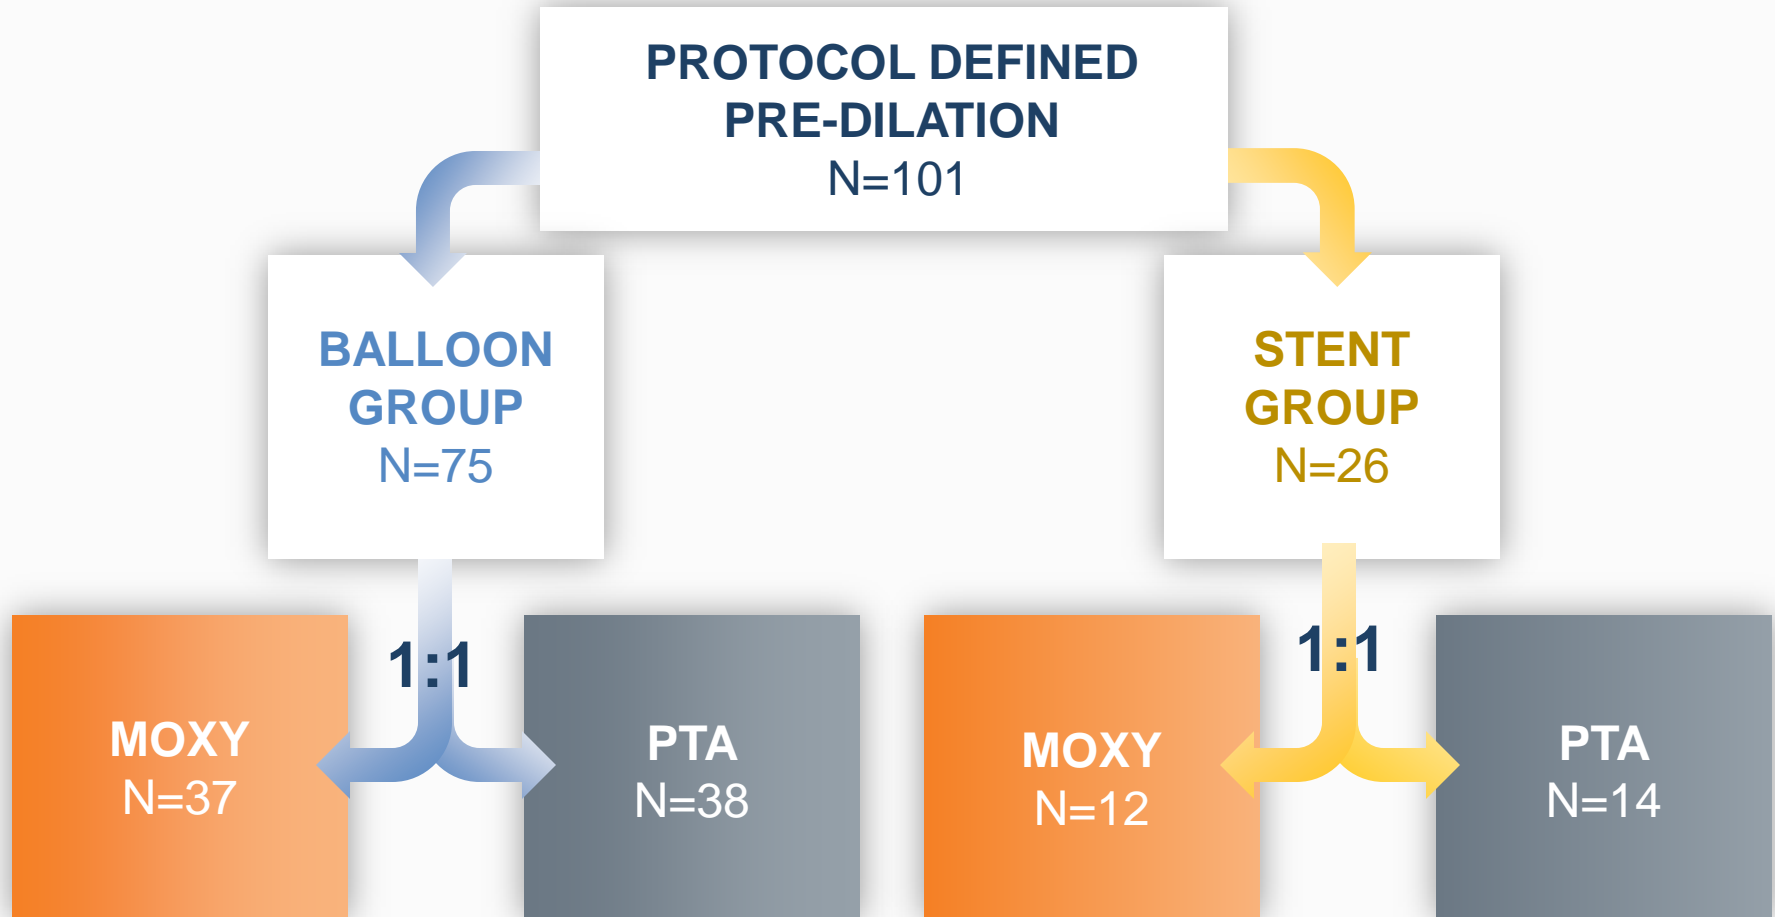 PROTOCOL DEFINED
PRE-DILATION
N=101
BALLOON
GROUP
N=75
STENT
GROUP
N=26
1:1
MOXY
N=37
PTA
N=38
1:1
MOXY
N=12
PTA
N=14